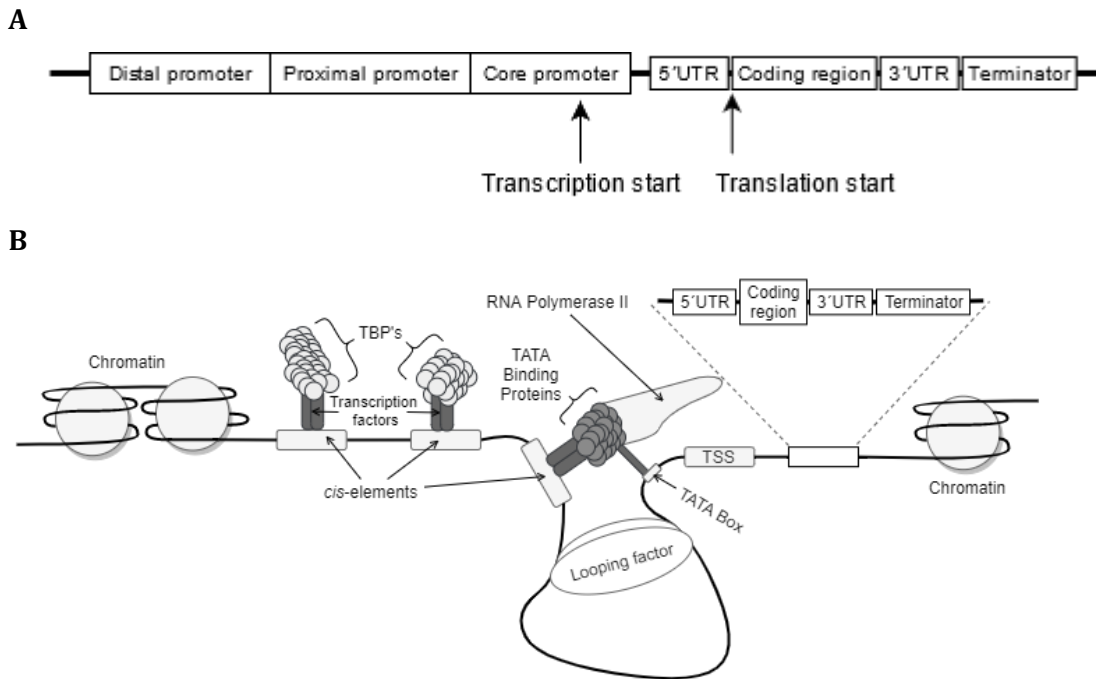 A
Distal promoter
Proximal promoter
Core promoter
5´UTR
Coding region
3´UTR
Terminator
Transcription start
Translation start
B
Chromatin
TBP's
Transcription
factors
cis-elements
TATA
Binding
Proteins
RNA Polymerase II
5´UTR
Coding
region
3´UTR
Terminator
TSS
TATA Box
Looping factor
Chromatin